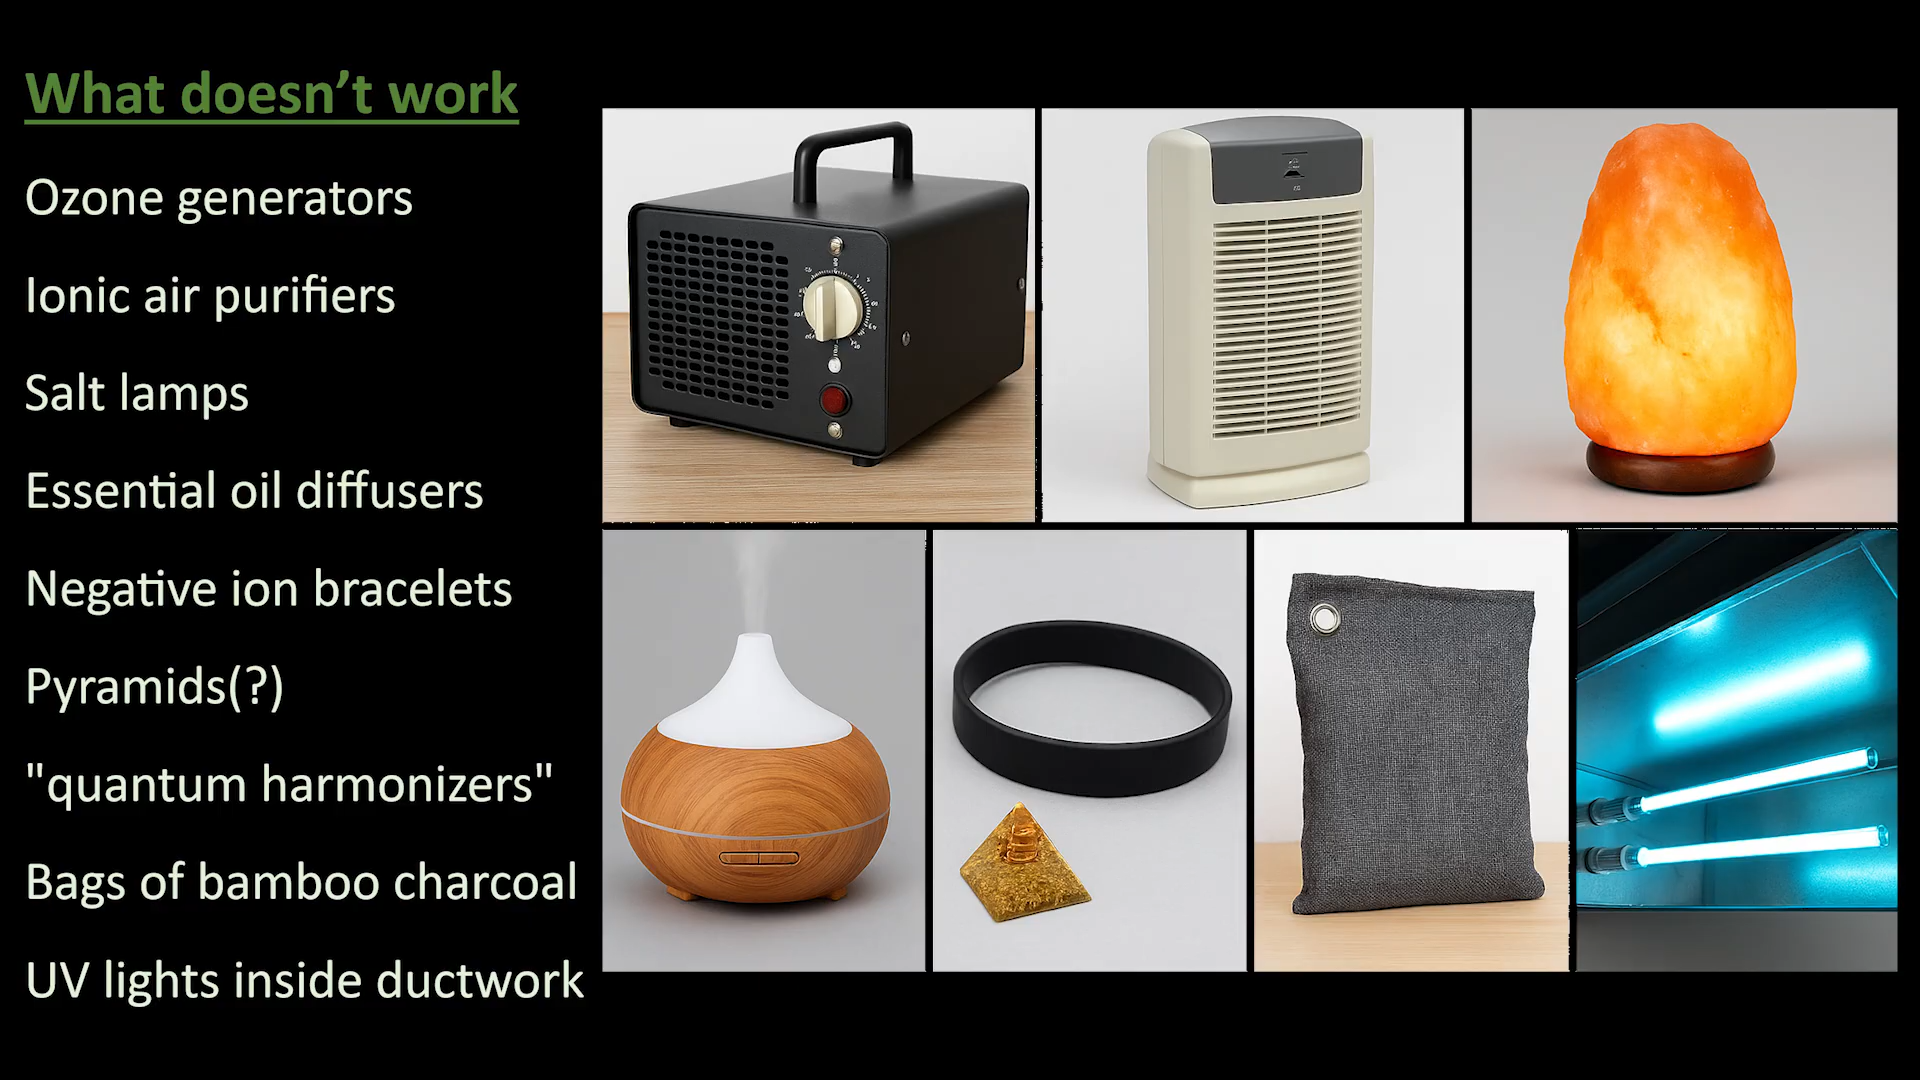 What doesn’t work
Ozone generators
Ionic air purifiers
Salt lamps
Essential oil diffusers
Negative ion bracelets
Pyramids(?)
"quantum harmonizers"
Bags of bamboo charcoal
UV lights inside ductwork